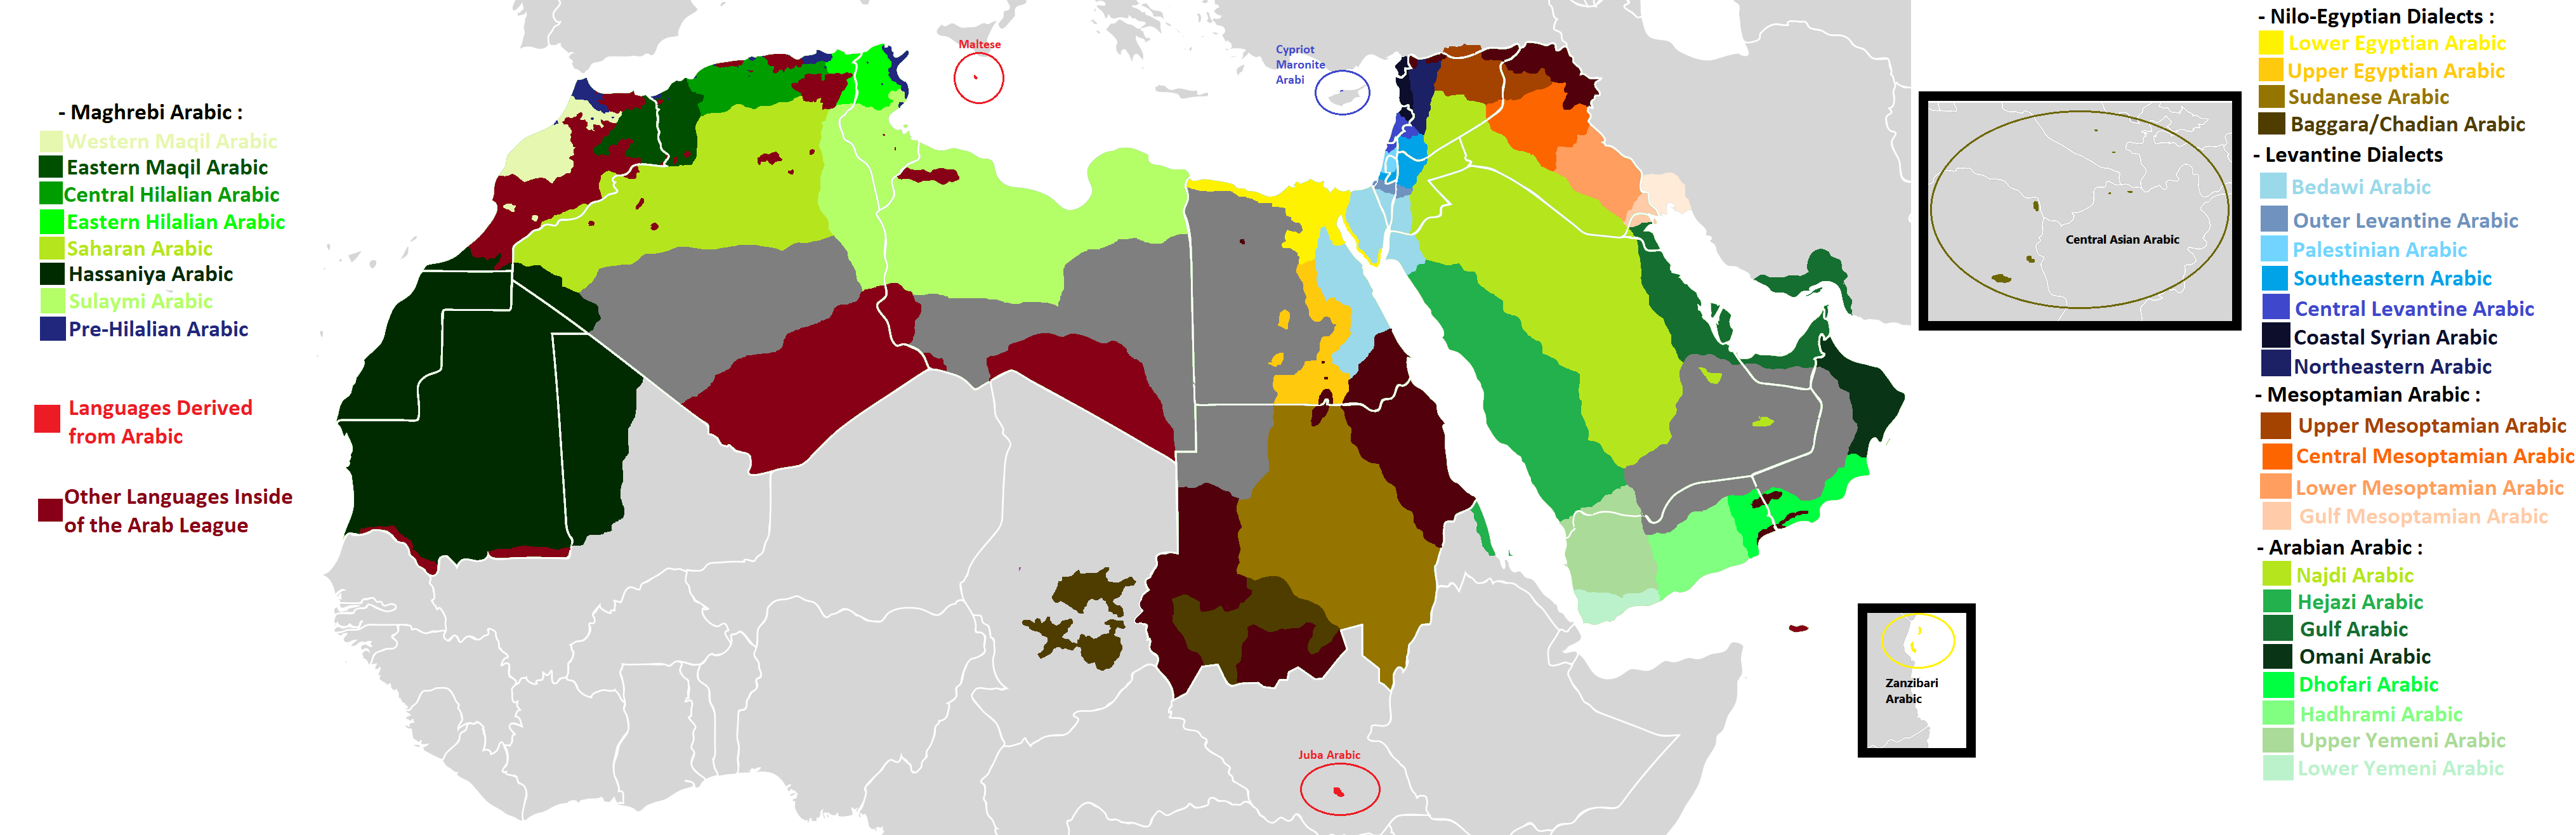 - Maghrebi Arabic :
Western Maqil Arabic
Eastern Maqil Arabic
Central Hilalian Arabic
Eastern Hilalian Arabic
Saharan Arabic
Hassaniya Arabic
Sulaymi Arabic
Pre-Hilalian Arabic
Languages Derived
from Arabic
Other Languages Inside
of the Arab League
Maltese
Cypriot
Maronite
Arabi
Juba Arabic
Central Asian Arabic
Zanzibari
Arabic
- Nilo-Egyptian Dialects :
Lower Egyptian Arabic
Upper Egyptian Arabic
Sudanese Arabic
Baggara/Chadian Arabic
- Levantine Dialects
Bedawi Arabic
Outer Levantine Arabic
Palestinian Arabic
Southeastern Arabic
Central Levantine Arabic
Coastal Syrian Arabic
Northeastern Arabic
- Mesoptamian Arabic :
Upper Mesoptamian Arabic
Central Mesoptamian Arabic
Lower Mesoptamian Arabic
Gulf Mesoptamian Arabic
- Arabian Arabic :
Najdi Arabic
Hejazi Arabic
Gulf Arabic
Omani Arabic
Dhofari Arabic
Hadhrami Arabic
Upper Yemeni Arabic
Lower Yemeni Arabic